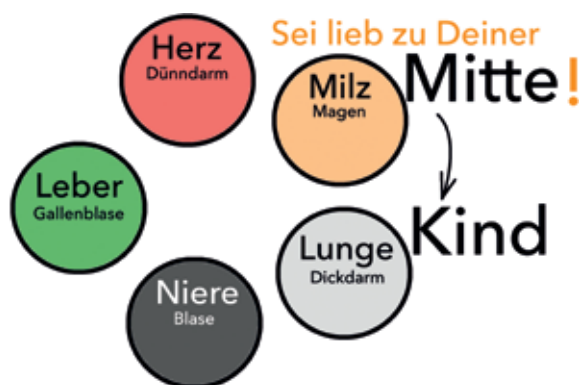 Sei lieb zu Deiner
Mitte!
Herz
Dünndarm
Milz
Magen
Kind
Lunge
Dickdarm
Niere
Blase
Leber
Gallenblase